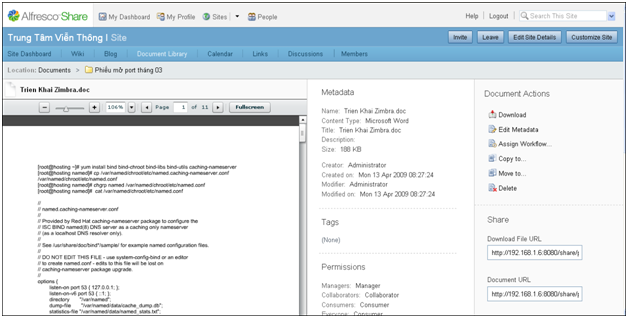 Alfresco Share My Dashboard My Profile Sites People Help Logout Search This Site
Trung Tâm Viễn Thông | Site Invite Leave Edit Site Details Customize Site
Site Dashboard Wiki Blog Document Library Calendar Links Discussions Members
Location: Documents > Phiếu mở port tháng 03
Trien Khai Zimbra.doc
106% Page 1 of 11 Fullscreen
[root@hosting ~]# yum install bind bind-chroot bind-libs bind-utils caching-nameserver
[root@hosting named]# cp /var/named/chroot/etc/named.caching-nameserver.conf
/var/named/chroot/etc/named.conf
[root@hosting named]# chgrp named /var/named/chroot/etc/named.conf
[root@hosting named]# cat /var/named/chroot/etc/named.conf
//
// named.caching-nameserver.conf
//
// Provided by Red Hat caching-nameserver package to configure the
// ISC BIND named(8) DNS server as a caching only nameserver
// (as a localhost DNS resolver only).
//
// See /usr/share/doc/bind*/sample/ for example named configuration files.
//
// DO NOT EDIT THIS FILE - use system-config-bind or an editor
// to create named.conf - edits to this file will be lost on
// caching-nameserver package upgrade.
//
options {
listen-on port 53 { 127.0.0.1; };
listen-on-v6 port 53 { ::1; };
directory "/var/named";
dump-file "/var/named/data/cache_dump.db";
statistics-file "/var/named/data/named_stats.txt";
Metadata
Name: Trien Khai Zimbra.doc
Content Type: Microsoft Word
Title: Trien Khai Zimbra.doc
Description:
Size: 188 KB
Creator: Administrator
Created on: Mon 13 Apr 2009 08:27:24
Modifier: Administrator
Modified on: Mon 13 Apr 2009 08:27:24
Tags
(None)
Permissions
Managers: Manager
Collaborators: Collaborator
Consumers: Consumer
Everyone: Consumer
Document Actions
Download
Edit Metadata
Assign Workflow...
Copy to...
Move to...
Delete
Share
Download File URL
http://192.168.1.6:8080/share/p
Document URL
http://192.168.1.6:8080/share/p